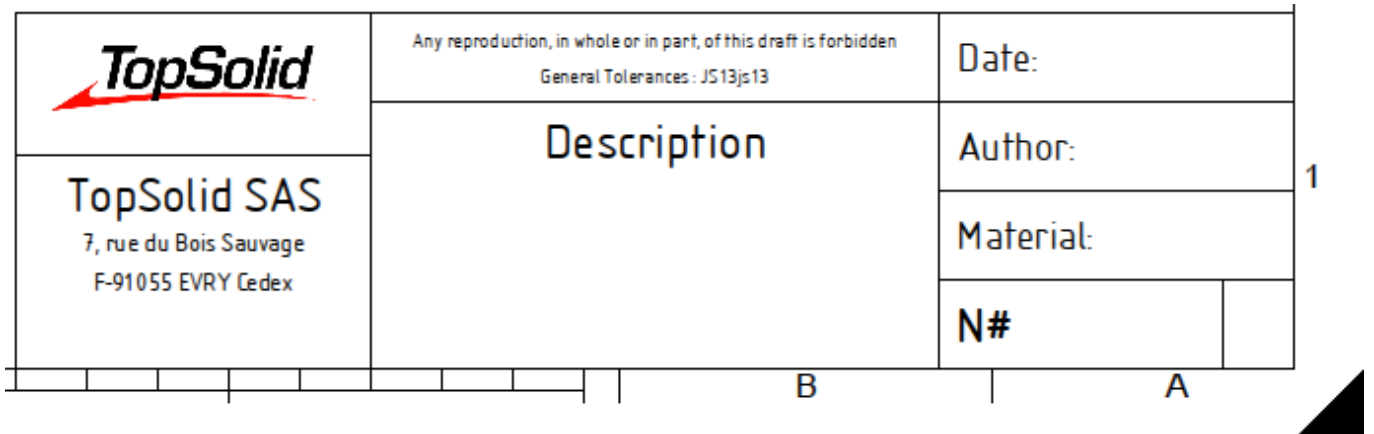 TopSolid
Any reproduction, in whole or in part, of this draft is forbidden
General Tolerances : JS13js13
Date:
Description
Author:
TopSolid SAS
7, rue du Bois Sauvage
F-91055 EVRY Cedex
Material:
N#
1
B
A